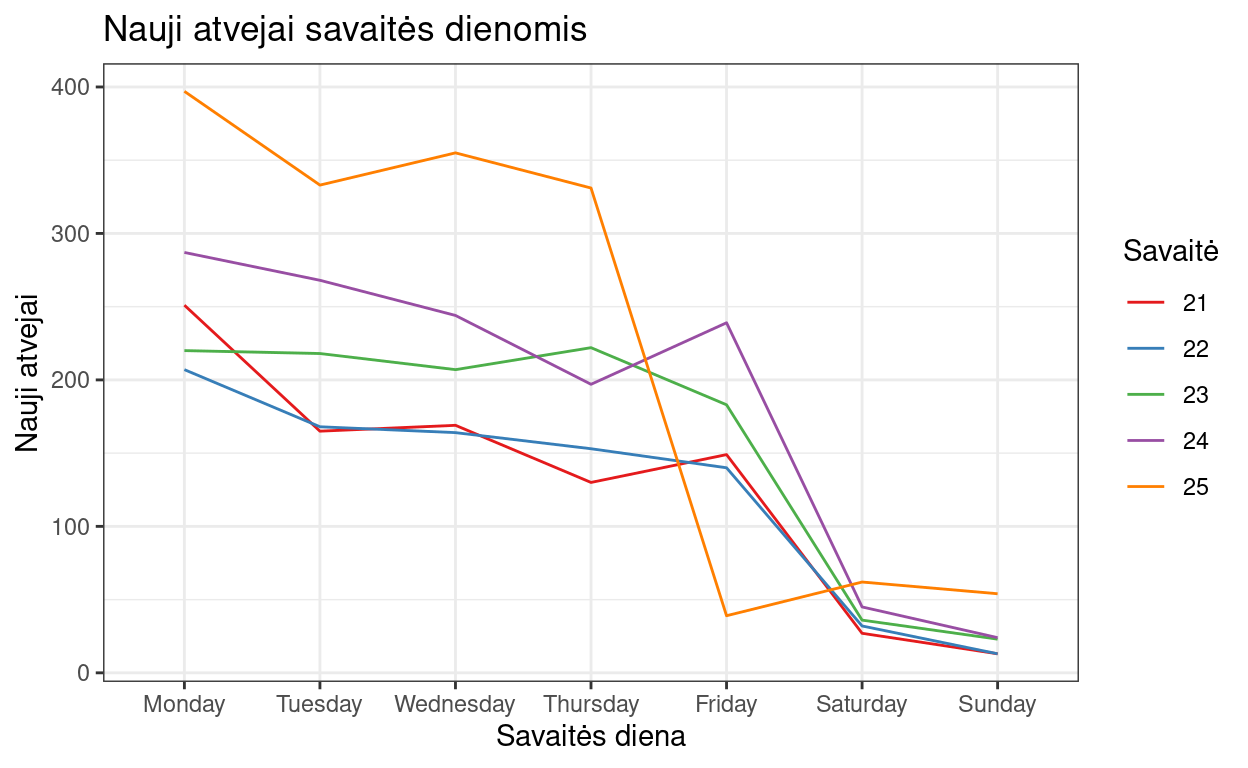 Nauji atvejai savaitės dienomis
Nauji atvejai
400
300
200
100
0
Monday Tuesday Wednesday Thursday Friday Saturday Sunday
Savaitės diena
Savaitė
21
22
23
24
25